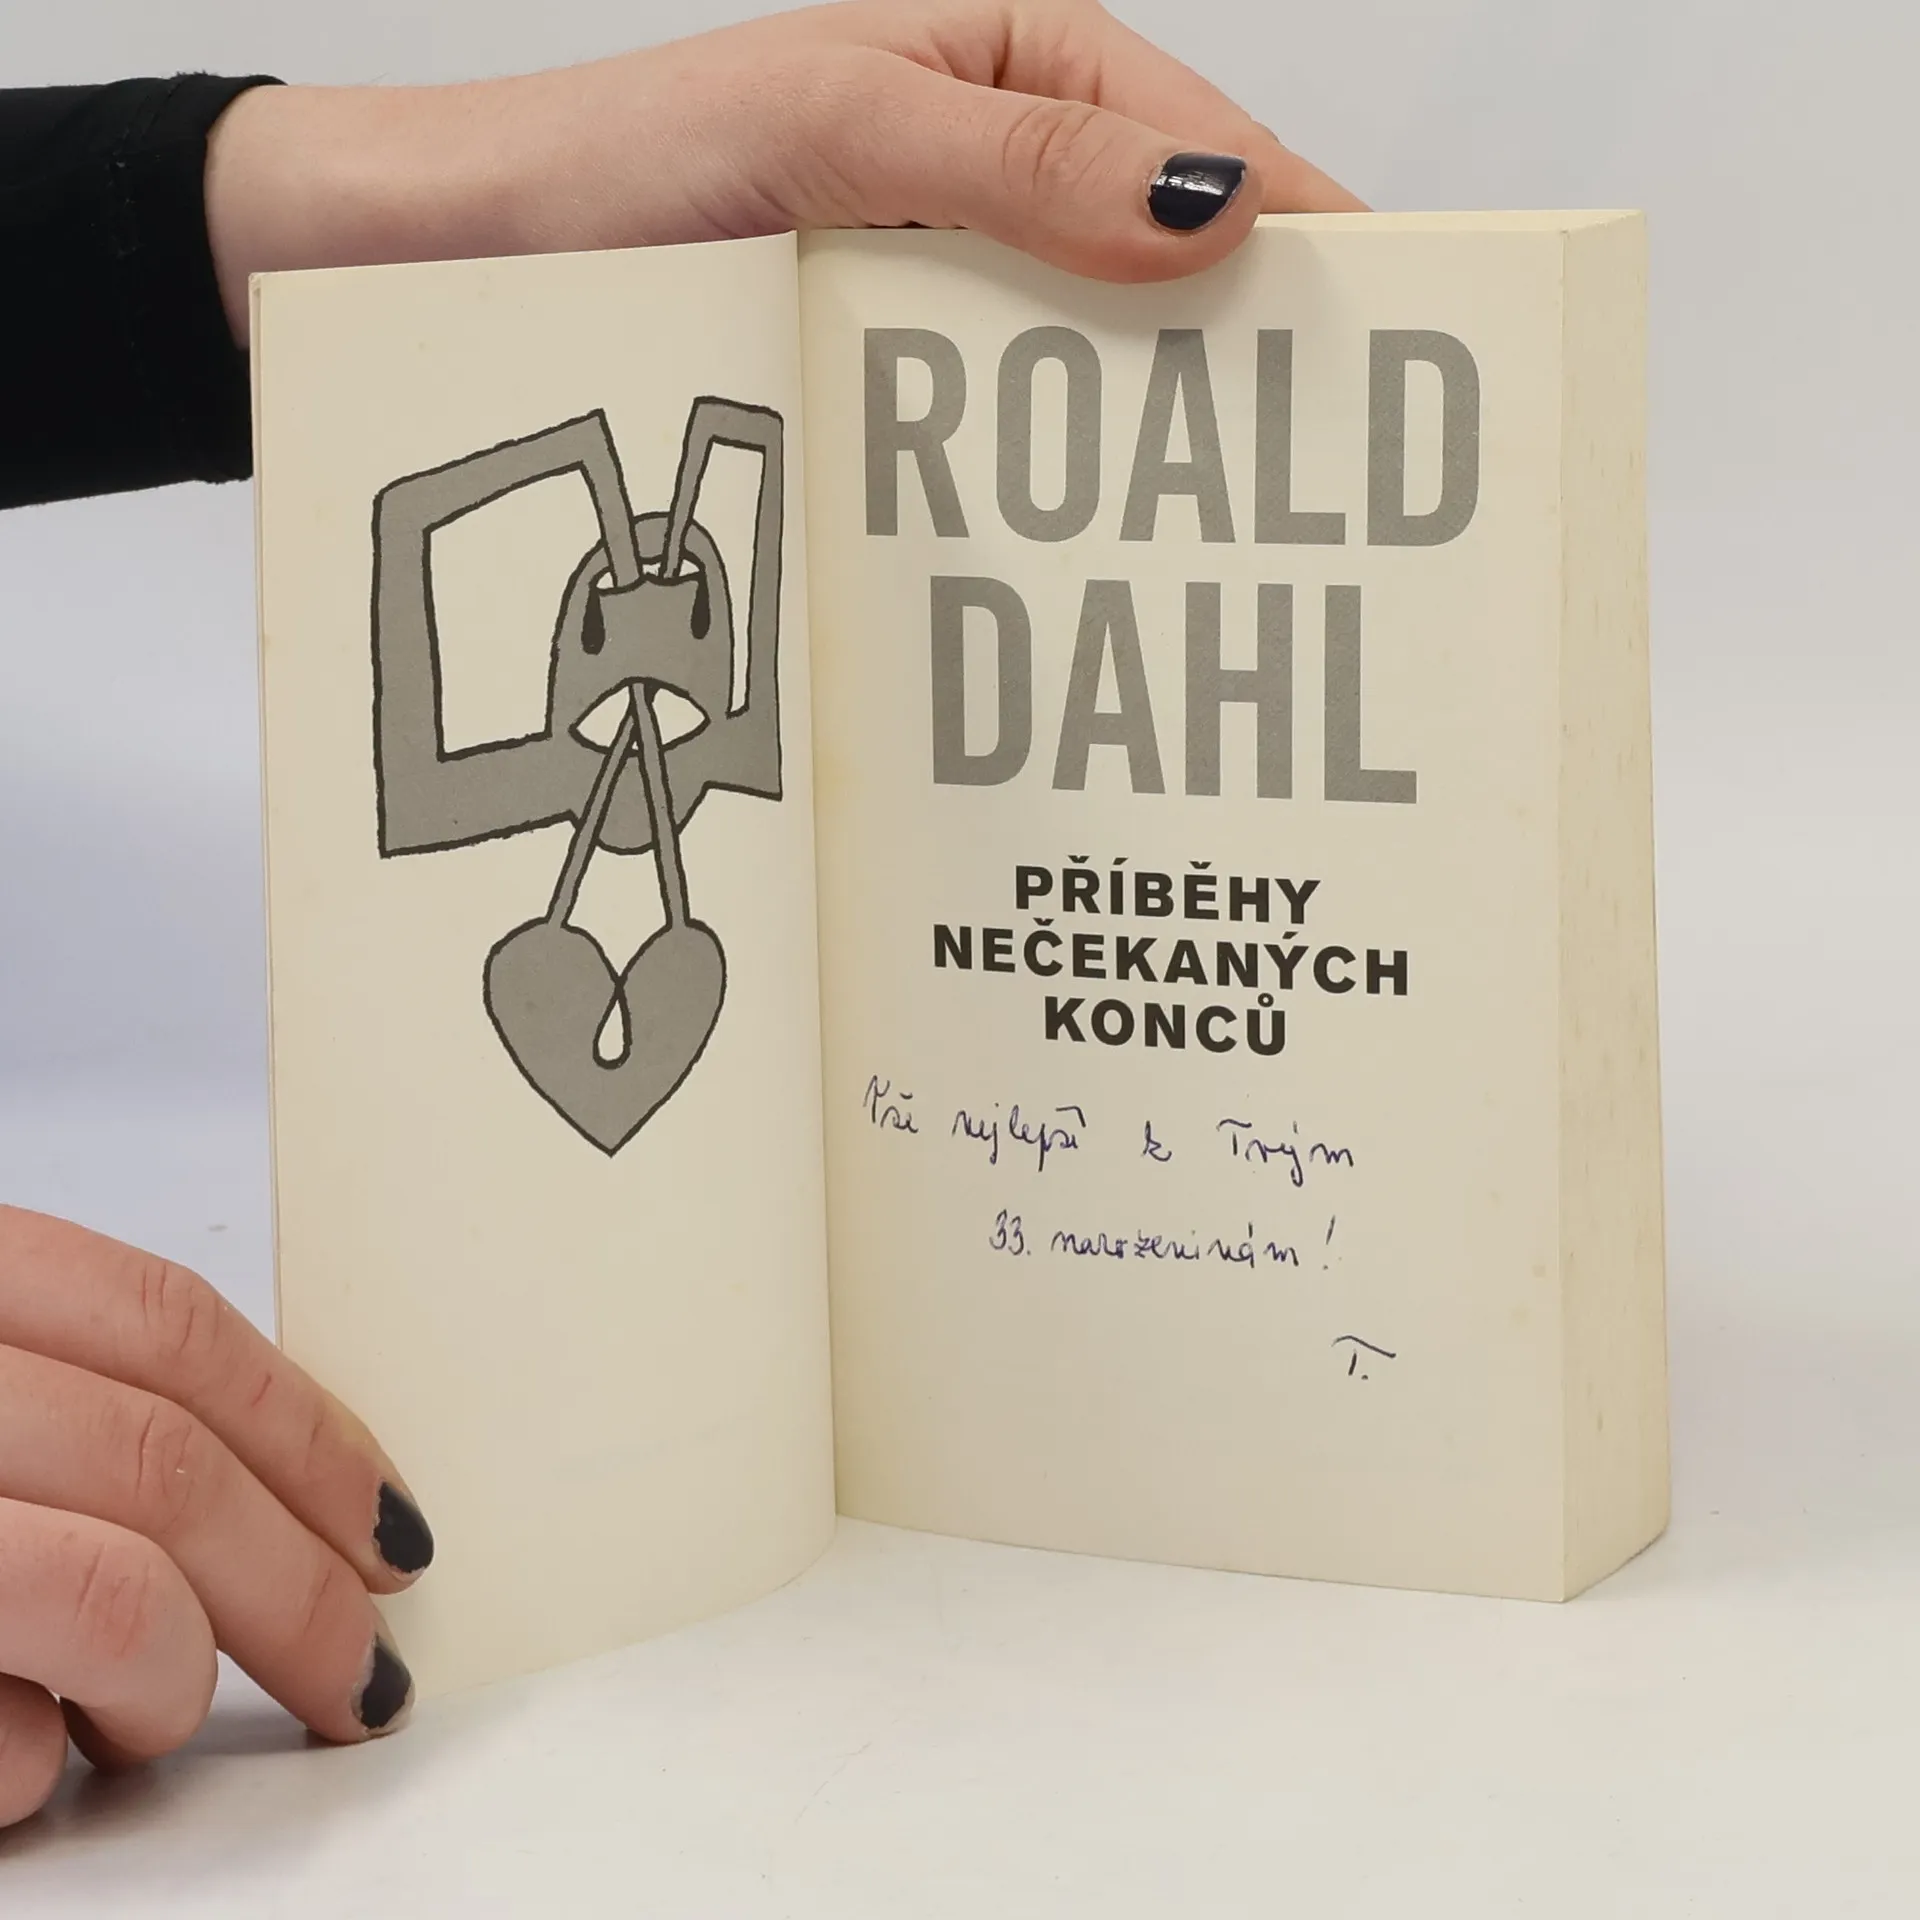 ROALD
DAHL
PŘÍBĚHY
NEČEKANÝCH
KONCŮ
Vše nejlepší k Tvým
33. narozeninám!
T.